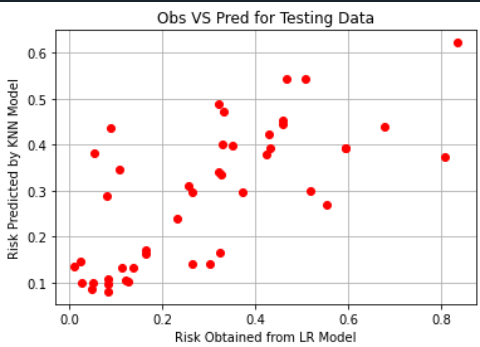 Obs VS Pred for Testing Data
0.6
0.5
0.4
0.3
0.2
0.1
Risk Predicted by KNN Model
0.0 0.2 0.4 0.6 0.8
Risk Obtained from LR Model